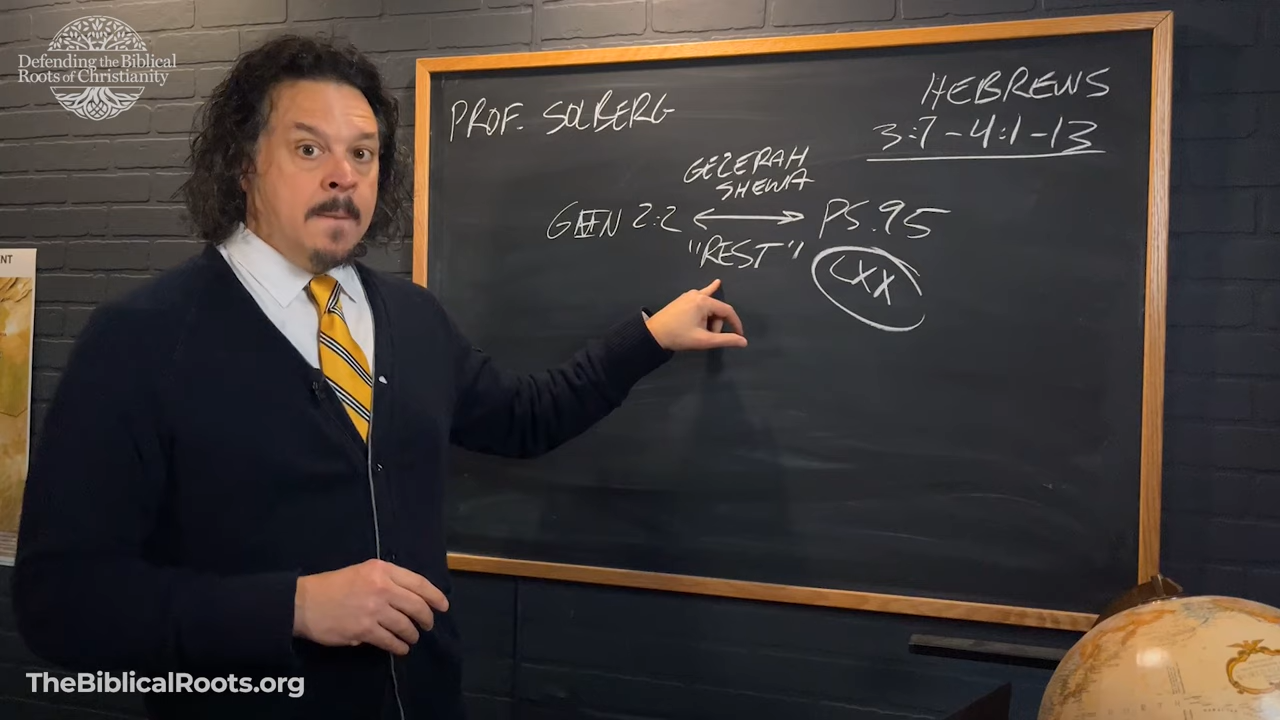 Defending the Biblical
Roots of Christianity
NT
PROF. SOLBERG
HEBREWS
3:7-4:1-13
GEZERAH
SHEWA
GEN 2:2 ↔ PS.95
"REST"
LXX
TheBiblicalRoots.org